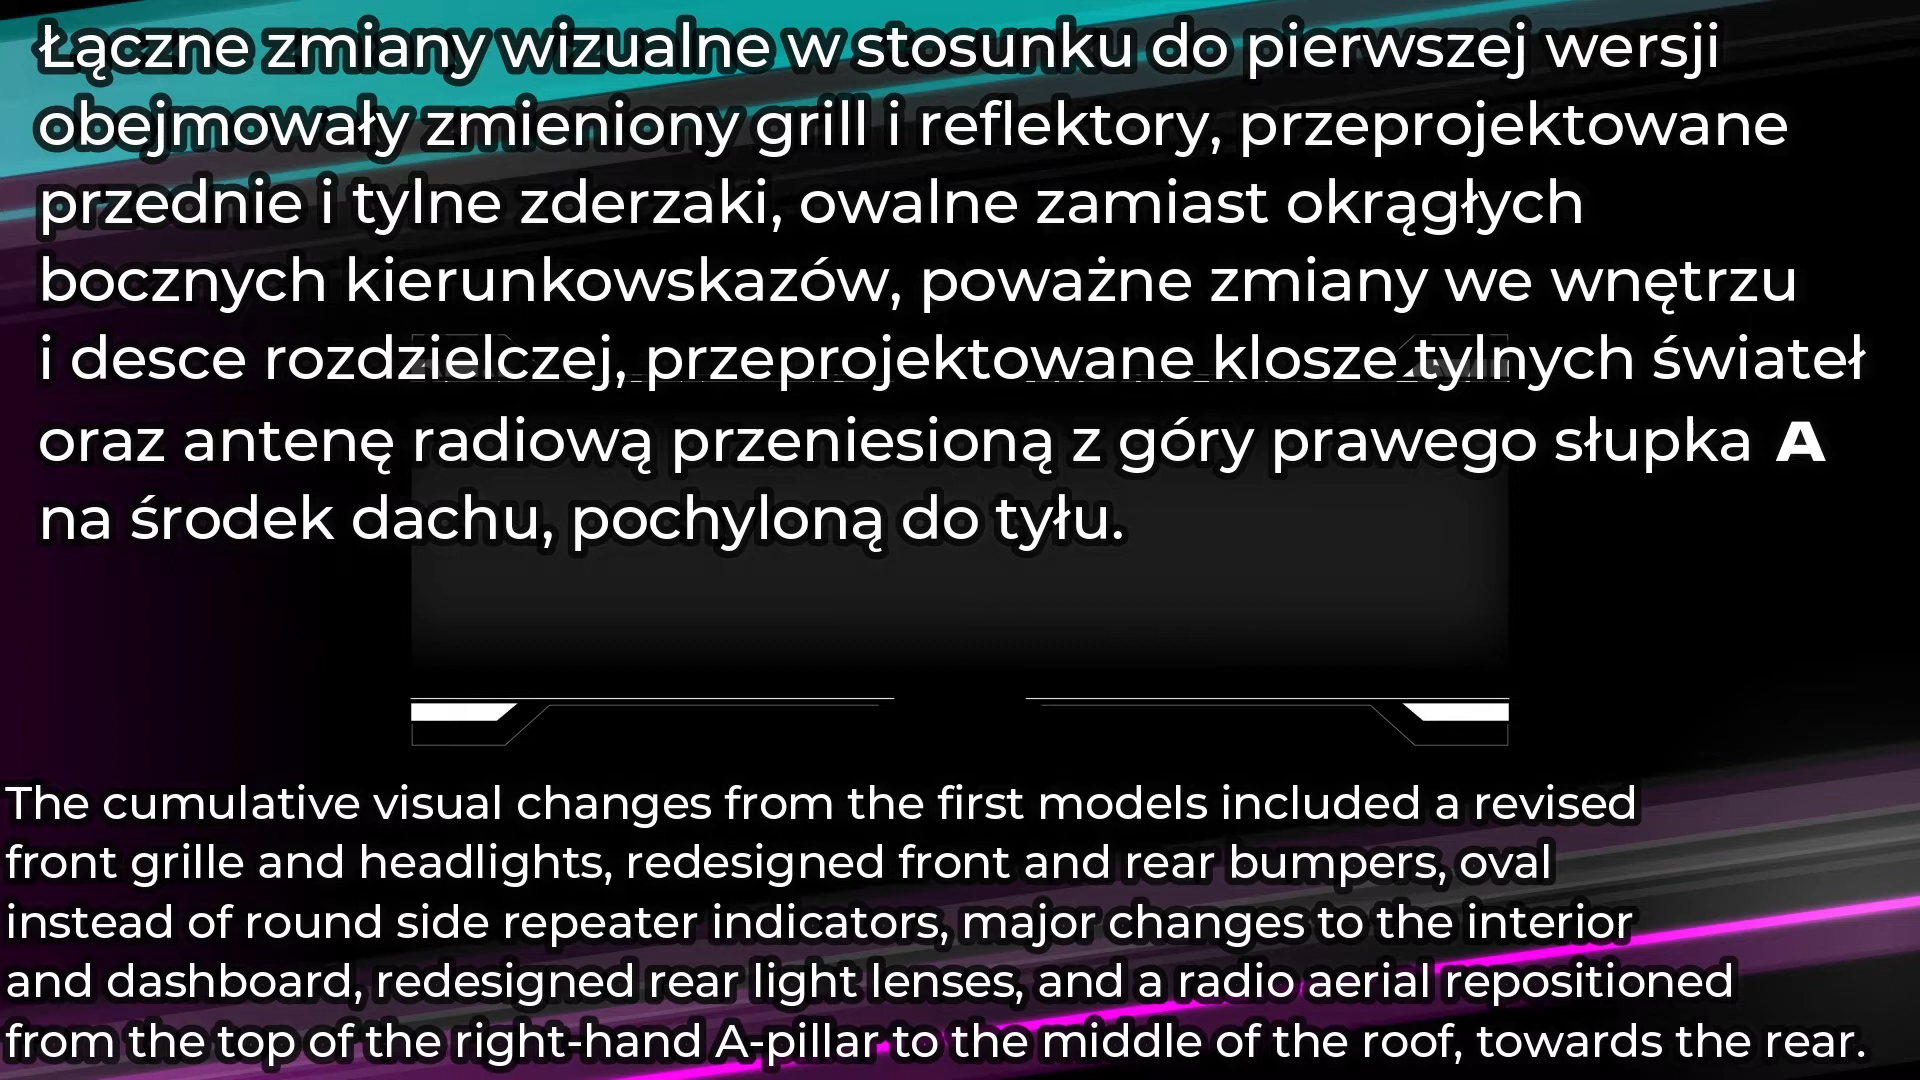 Łączne zmiany wizualne w stosunku do pierwszej wersji
obejmowały zmieniony grill i reflektory, przeprojektowane
przednie i tylne zderzaki, owalne zamiast okrągłych
bocznych kierunkowskazów, poważne zmiany we wnętrzu
i desce rozdzielczej, przeprojektowane klosze tylnych świateł
oraz antenę radiową przeniesioną z góry prawego słupka A
na środek dachu, pochyloną do tyłu.
The cumulative visual changes from the first models included a revised
front grille and headlights, redesigned front and rear bumpers, oval
instead of round side repeater indicators, major changes to the interior
and dashboard, redesigned rear light lenses, and a radio aerial repositioned
from the top of the right-hand A-pillar to the middle of the roof, towards the rear.